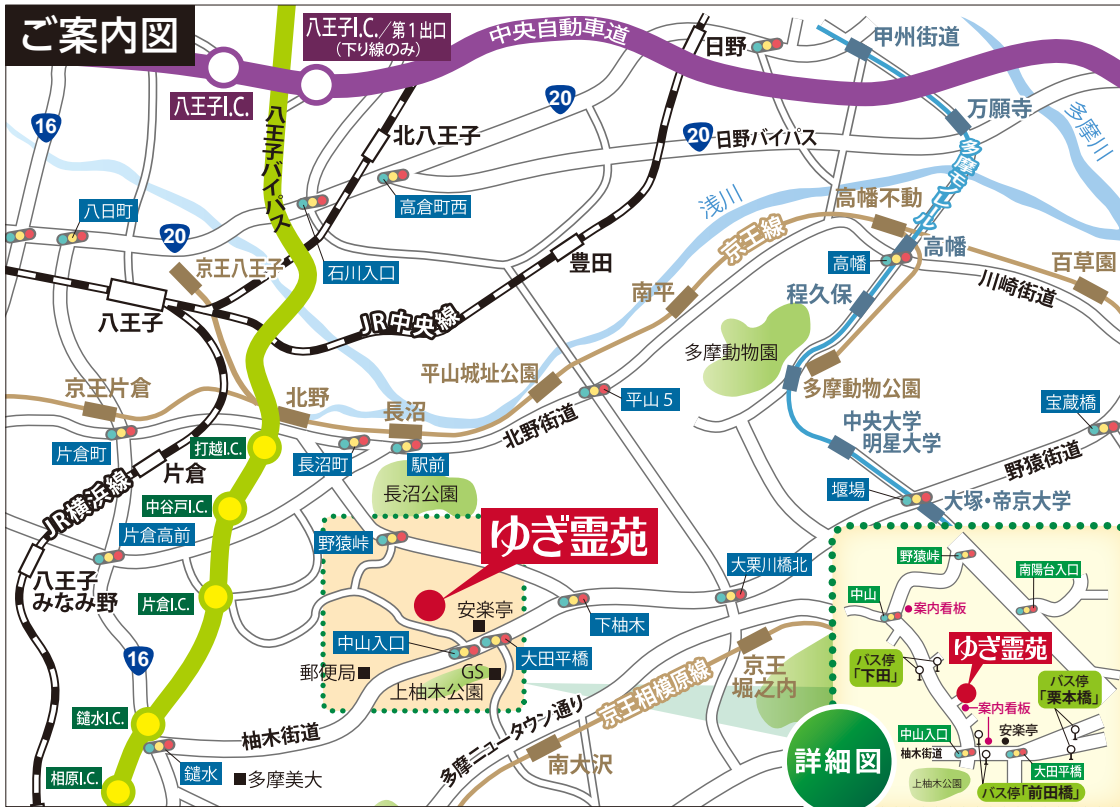 ご案内図
八王子I.C.／第1出口
(下り線のみ)
中央自動車道
日野
甲州街道
八王子I.C.
16
20
北八王子
20
日野バイパス
万願寺
多摩川
八王子バイパス
多摩モノレール
八日町
高倉町西
浅川
高幡不動
20
京王八王子
石川入口
豊田
京王線
高幡
高幡
百草園
川崎街道
八王子
JR中央線
南平
程久保
多摩動物園
平山城址公園
多摩動物公園
京王片倉
北野
長沼
平山5
宝蔵橋
中央大学
明星大学
北野街道
打越I.C.
片倉町
片倉
長沼町
駅前
野猿街道
JR横浜線
中谷戸I.C.
長沼公園
堰場
大塚・帝京大学
片倉高前
野猿峠
ゆぎ霊苑
大栗川橋北
八王子
みなみ野
片倉I.C.
安楽亭
下柚木
中山入口
大田平橋
16
郵便局
GS
上柚木公園
京王
堀之内
鑓水I.C.
柚木街道
多摩ニュータウン通り
京王相模原線
南大沢
鑓水
多摩美大
相原I.C.
詳細図
野猿峠
南陽台入口
中山
案内看板
ゆぎ霊苑
バス停
「下田」
バス停
「栗本橋」
案内看板
中山入口
安楽亭
柚木街道
大田平橋
上柚木公園
バス停「前田橋」